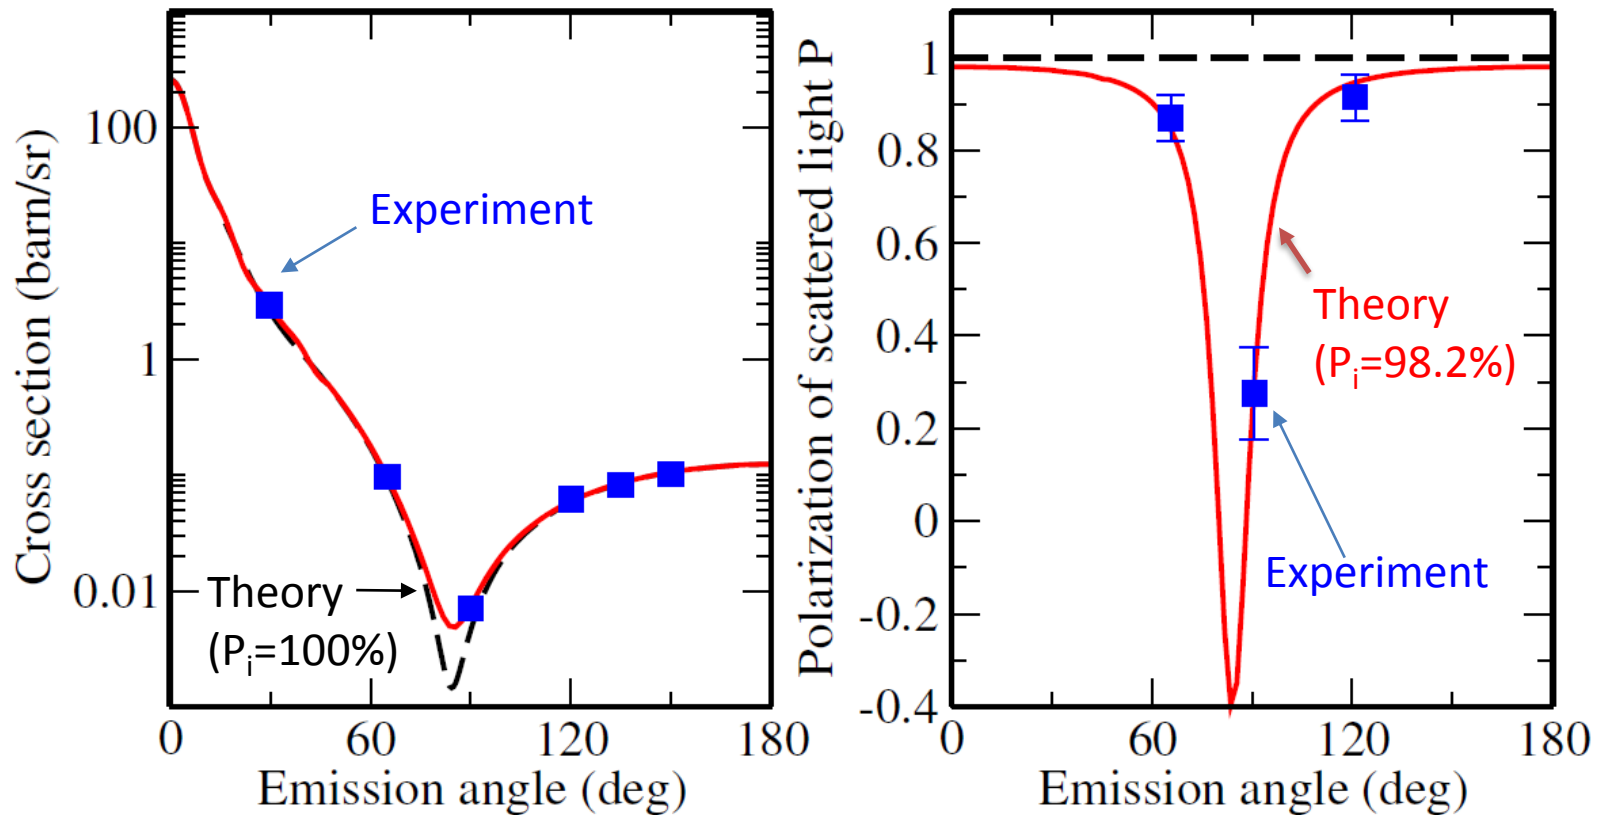 Cross section (barn/sr)
100
1
0.01
Experiment
Theory
(Pi=100%)
0
60
120
180
Emission angle (deg)
Polarization of scattered light P
1
0.8
0.6
0.4
0.2
0
-0.2
-0.4
Theory
(Pi=98.2%)
Experiment
0
60
120
180
Emission angle (deg)